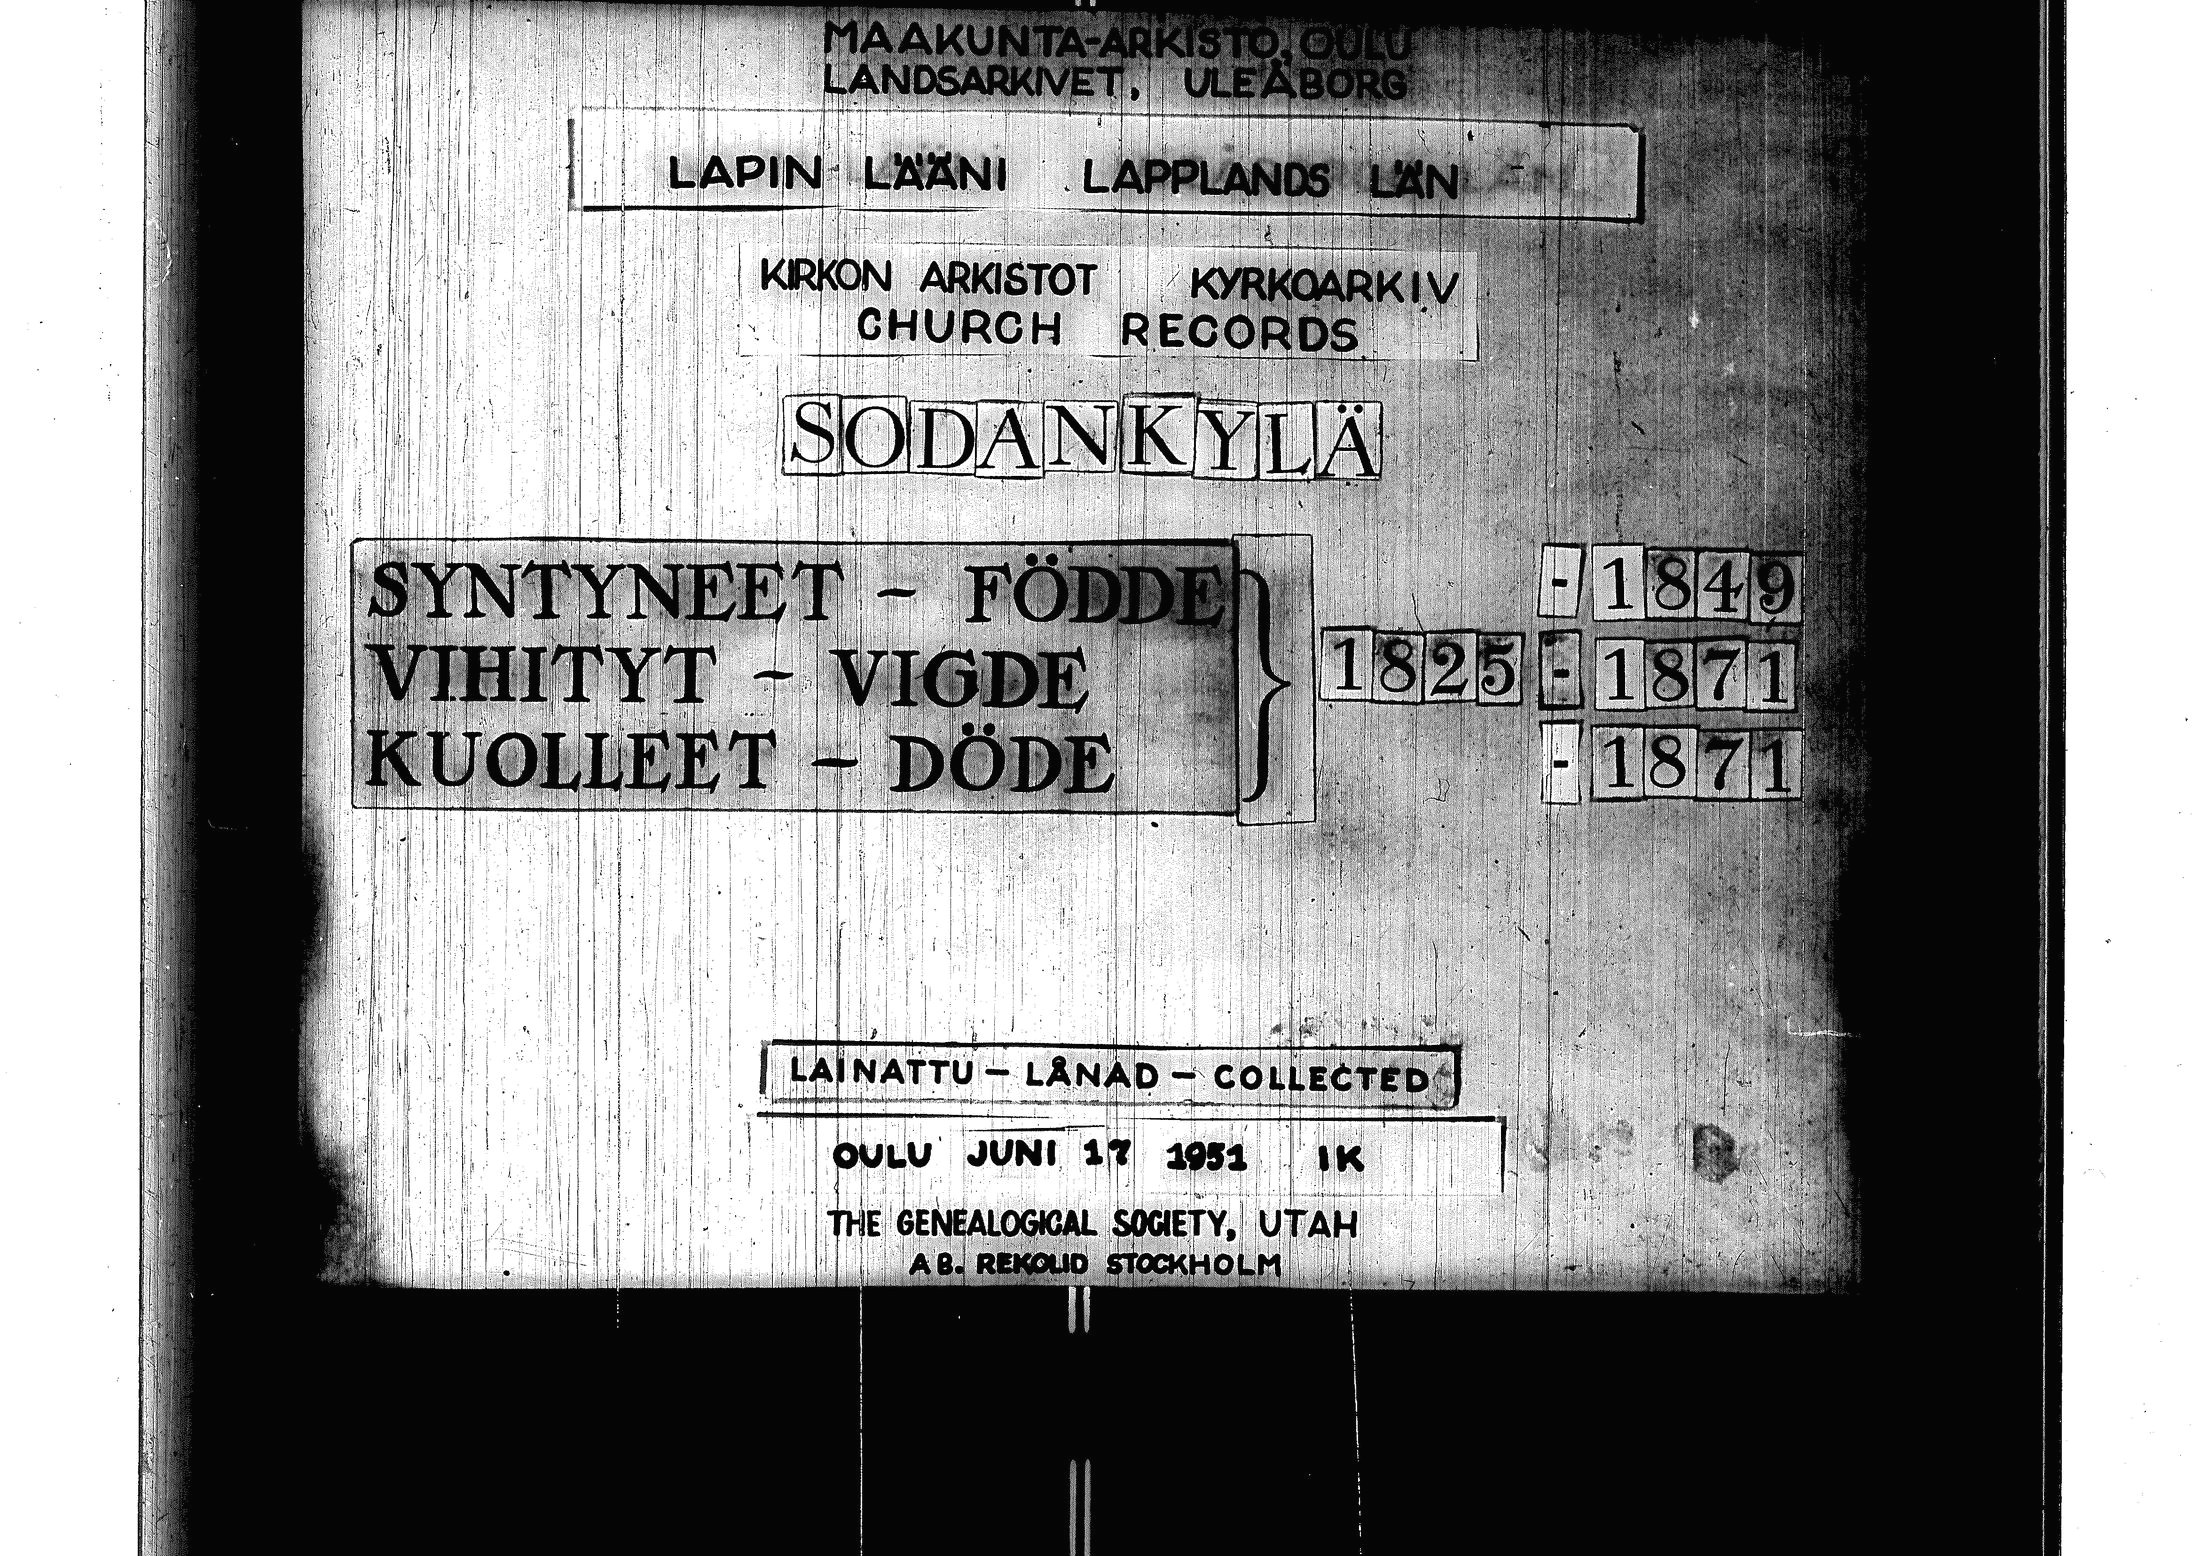 MAAKUNTA-ARKISTO, OULU
LANDSARKIVET, ULEÅBORG
LAPIN LÄÄNI LAPPLANDS LÄN
KIRKON ARKISTOT KYRKOARKIV
CHURCH RECORDS
SODANKYLÄ
SYNTYNEET - FÖDDE - 1849
VIHITYT - VIGDE } 1825 - 1871
KUOLLEET - DÖDE - 1871
LAINATTU - LÅNAD - COLLECTED
OULU JUNI 17 1951 IK
THE GENEALOGICAL SOCIETY, UTAH
AB. REKOLID STOCKHOLM